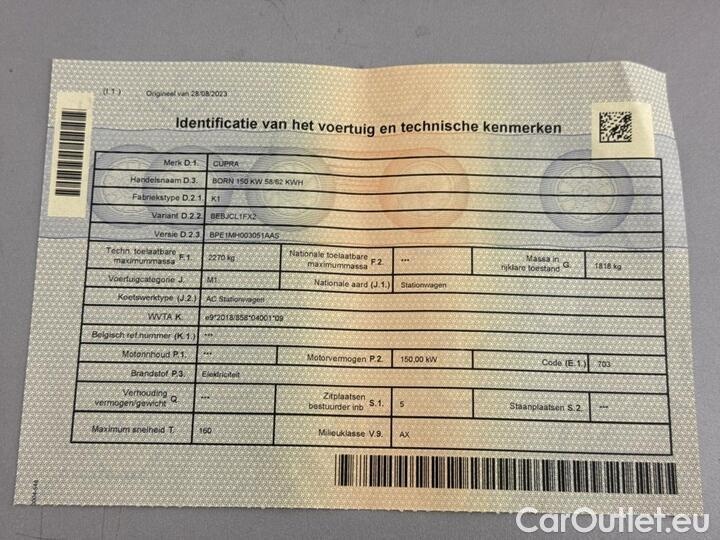 (I.1.) Origineel van 28/08/2023
Identificatie van het voertuig en technische kenmerken
Merk D.1. CUPRA
Handelsnaam D.3. BORN 150 KW 58/62 KWH
Fabriekstype D.2.1. K1
Variant D.2.2. BEBJCL1FX2
Versie D.2.3. BPE1MH003051AAS
Techn. toelaatbare maximummassa F.1. 2270 kg Nationale toelaatbare maximummassa F.2. *** Massa in rijklare toestand G. 1818 kg
Voertuigcategorie J. M1 Nationale aard (J.1.) Stationwagen
Koetswerktype (J.2.) AC Stationwagen
WVTA K. e9*2018/858*04001*09
Belgisch ref.nummer (K.1.) ***
Motorinhoud P.1. *** Motorvermogen P.2. 150,00 kW Code (E.1.) 703
Brandstof P.3. Elektriciteit
Verhouding vermogen/gewicht Q. *** Zitplaatsen bestuurder inb S.1. 5 Staanplaatsen S.2. ***
Maximum snelheid T. 160 Milieuklasse V.9. AX
CarOutlet.eu